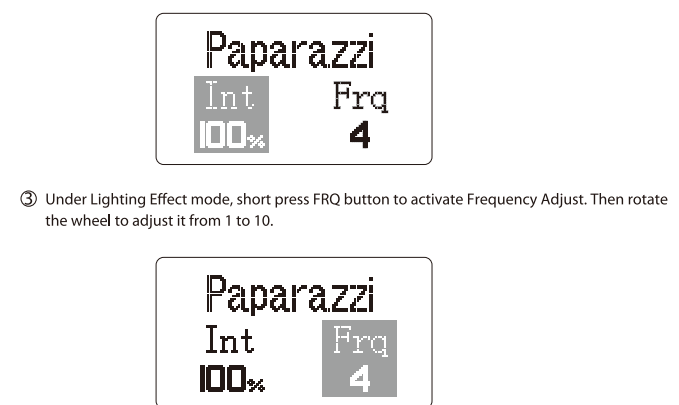 Paparazzi
Int Frq
100% 4
③ Under Lighting Effect mode, short press FRQ button to activate Frequency Adjust. Then rotate
the wheel to adjust it from 1 to 10.
Paparazzi
Int Frq
100% 4